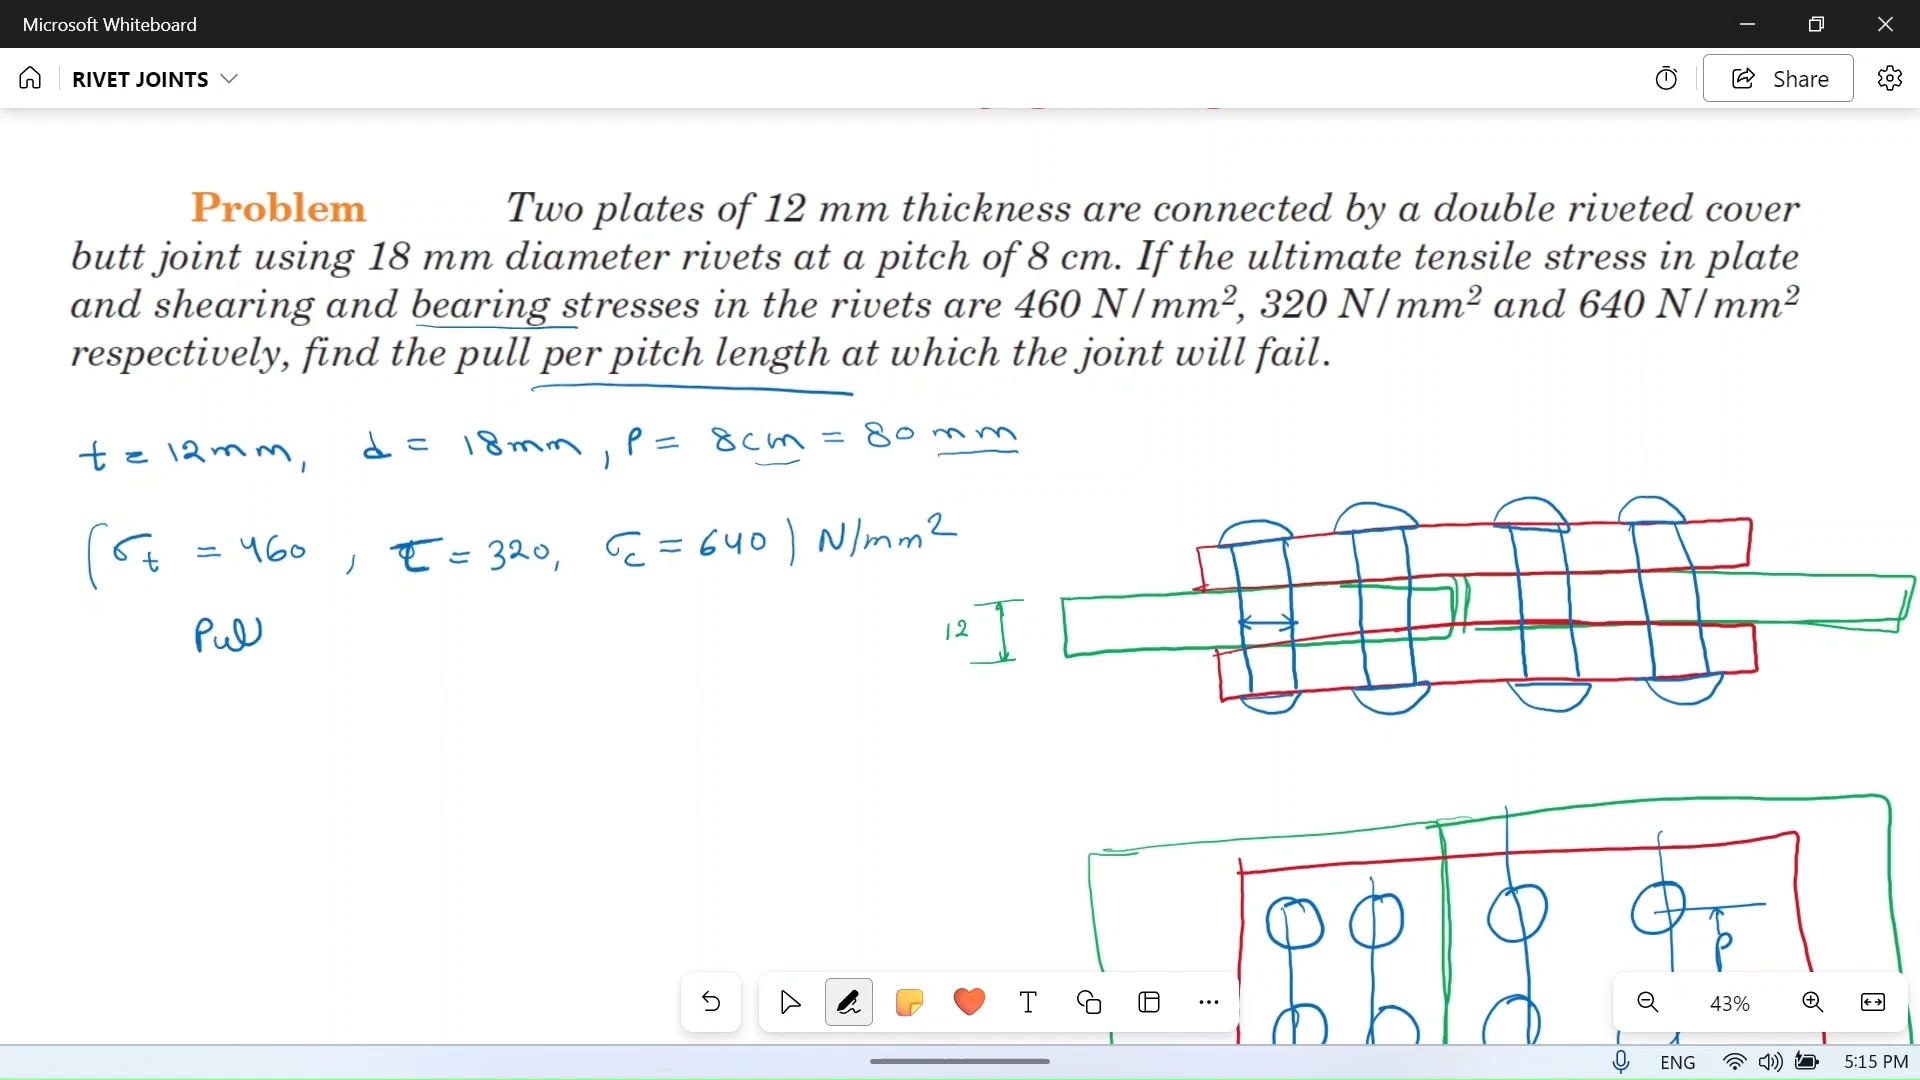 Microsoft Whiteboard
RIVET JOINTS
Share
Problem Two plates of 12 mm thickness are connected by a double riveted cover
butt joint using 18 mm diameter rivets at a pitch of 8 cm. If the ultimate tensile stress in plate
and shearing and bearing stresses in the rivets are 460 N/mm², 320 N/mm² and 640 N/mm²
respectively, find the pull per pitch length at which the joint will fail.
t = 12mm, d = 18mm, P = 8cm = 80 mm
(σt = 460, τ = 320, σc = 640) N/mm²
Pull
12
P
T
43%
ENG
5:15 PM